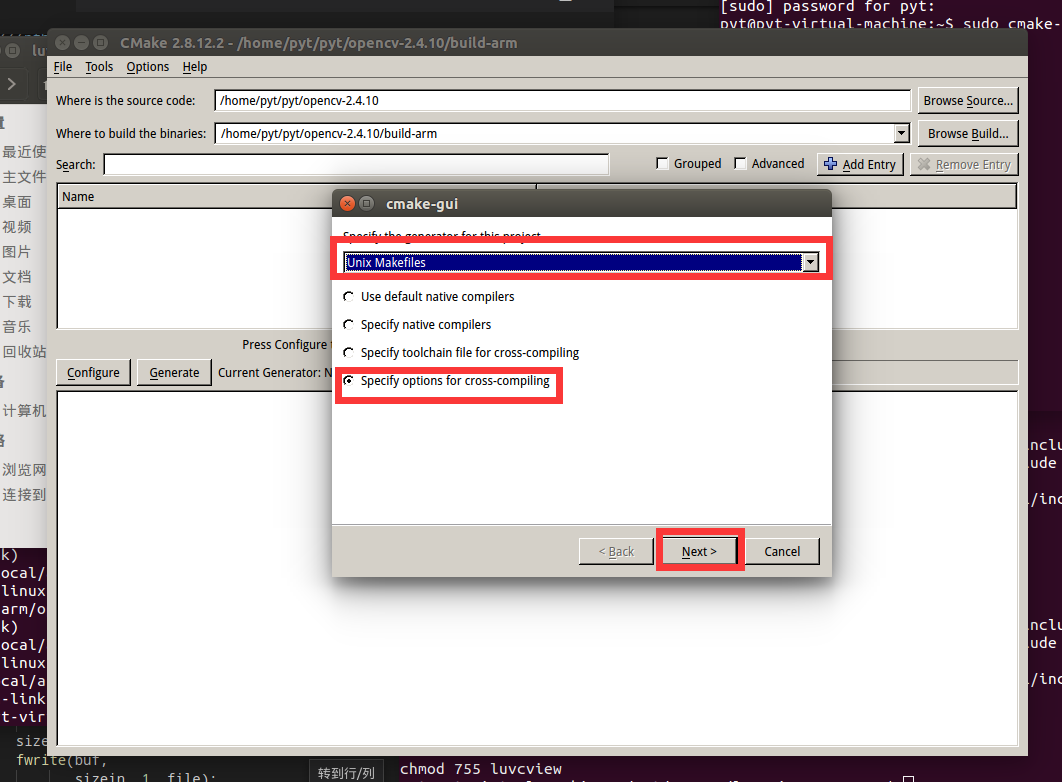 [sudo] password for pyt:
pyt@pyt-virtual-machine:~$ sudo cmake-
lu
CMake 2.8.12.2 - /home/pyt/pyt/opencv-2.4.10/build-arm
File Tools Options Help
Where is the source code: /home/pyt/pyt/opencv-2.4.10 Browse Source...
Where to build the binaries: /home/pyt/pyt/opencv-2.4.10/build-arm Browse Build...
Search: Grouped Advanced Add Entry Remove Entry
Name
cmake-gui
Specify the generator for this project
Unix Makefiles
Use default native compilers
Specify native compilers
Specify toolchain file for cross-compiling
Specify options for cross-compiling
< Back Next > Cancel
Press Configure
Configure Generate Current Generator: N
最近使
主文件
桌面
视频
图片
文档
下载
音乐
回收站
计算机
浏览网
连接到
nclu
ude
/inc
nclu
ude
/inc
k)
ocal/
linux
arm/o
k)
ocal/
linux
cal/a
-link
t-vir
size
fwrite(buf,
sizein, 1, file);
转到行/列
chmod 755 luvcview